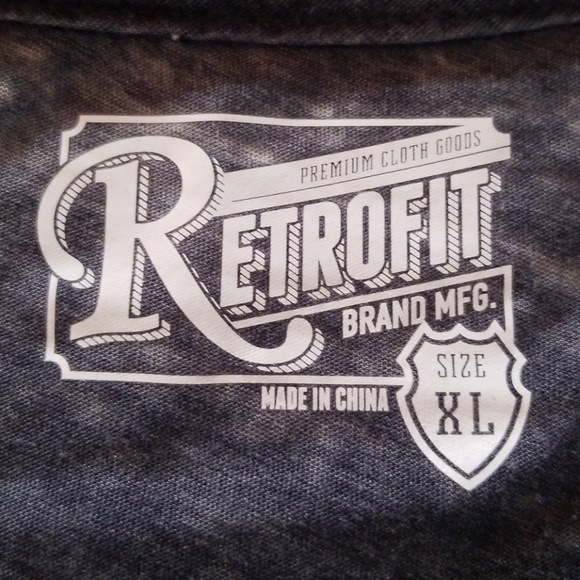 PREMIUM CLOTH GOODS
RETROFIT
BRAND MFG.
MADE IN CHINA
SIZE
XL